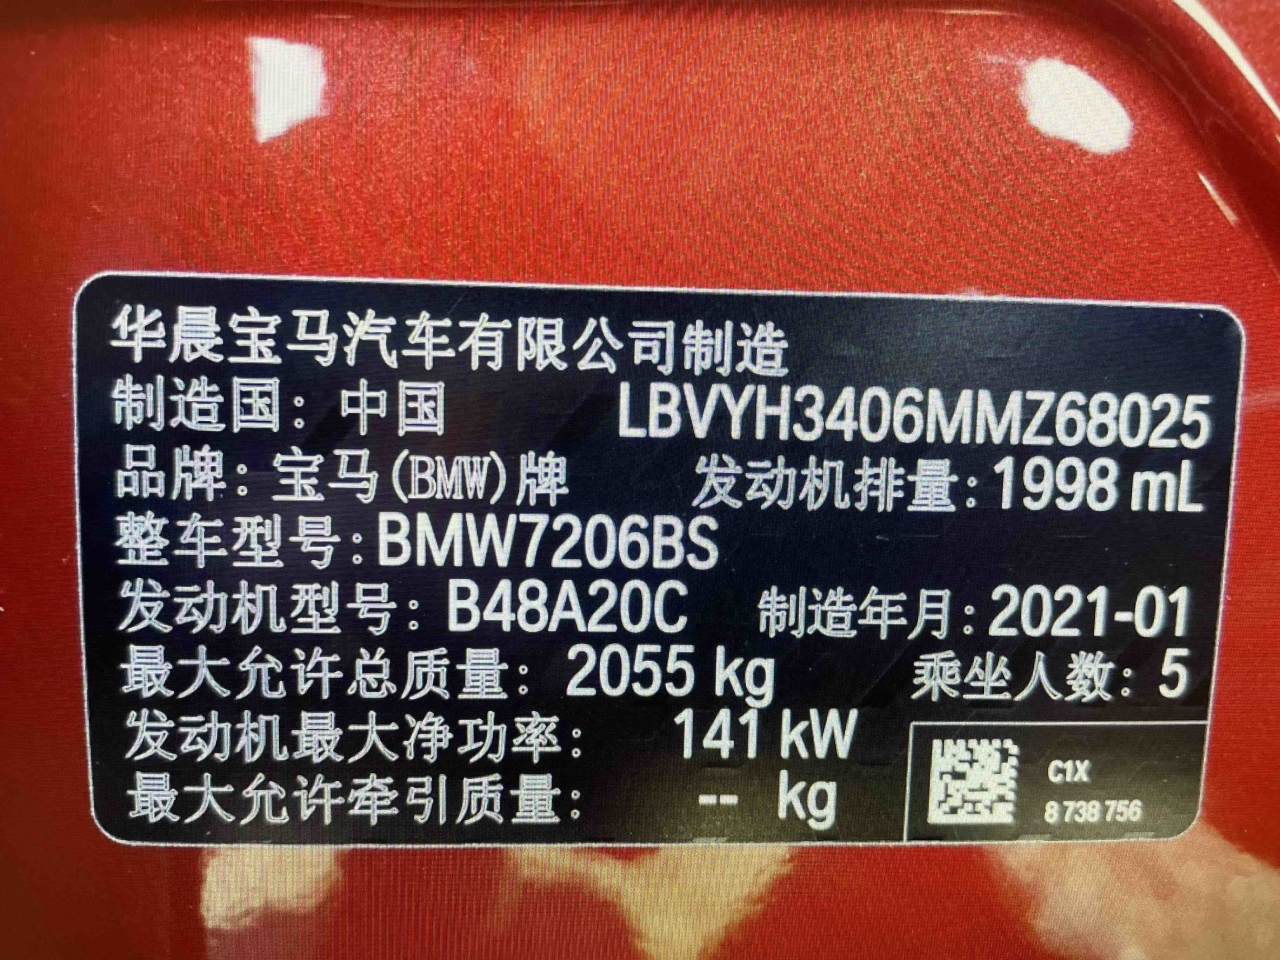 华晨宝马汽车有限公司制造
制造国：中国 LBVYH3406MMZ68025
品牌：宝马(BMW)牌 发动机排量：1998 mL
整车型号：BMW7206BS
发动机型号：B48A20C 制造年月：2021-01
最大允许总质量：2055 kg 乘坐人数：5
发动机最大净功率：141 kW
最大允许牵引质量：-- kg
C1X
8 738 756